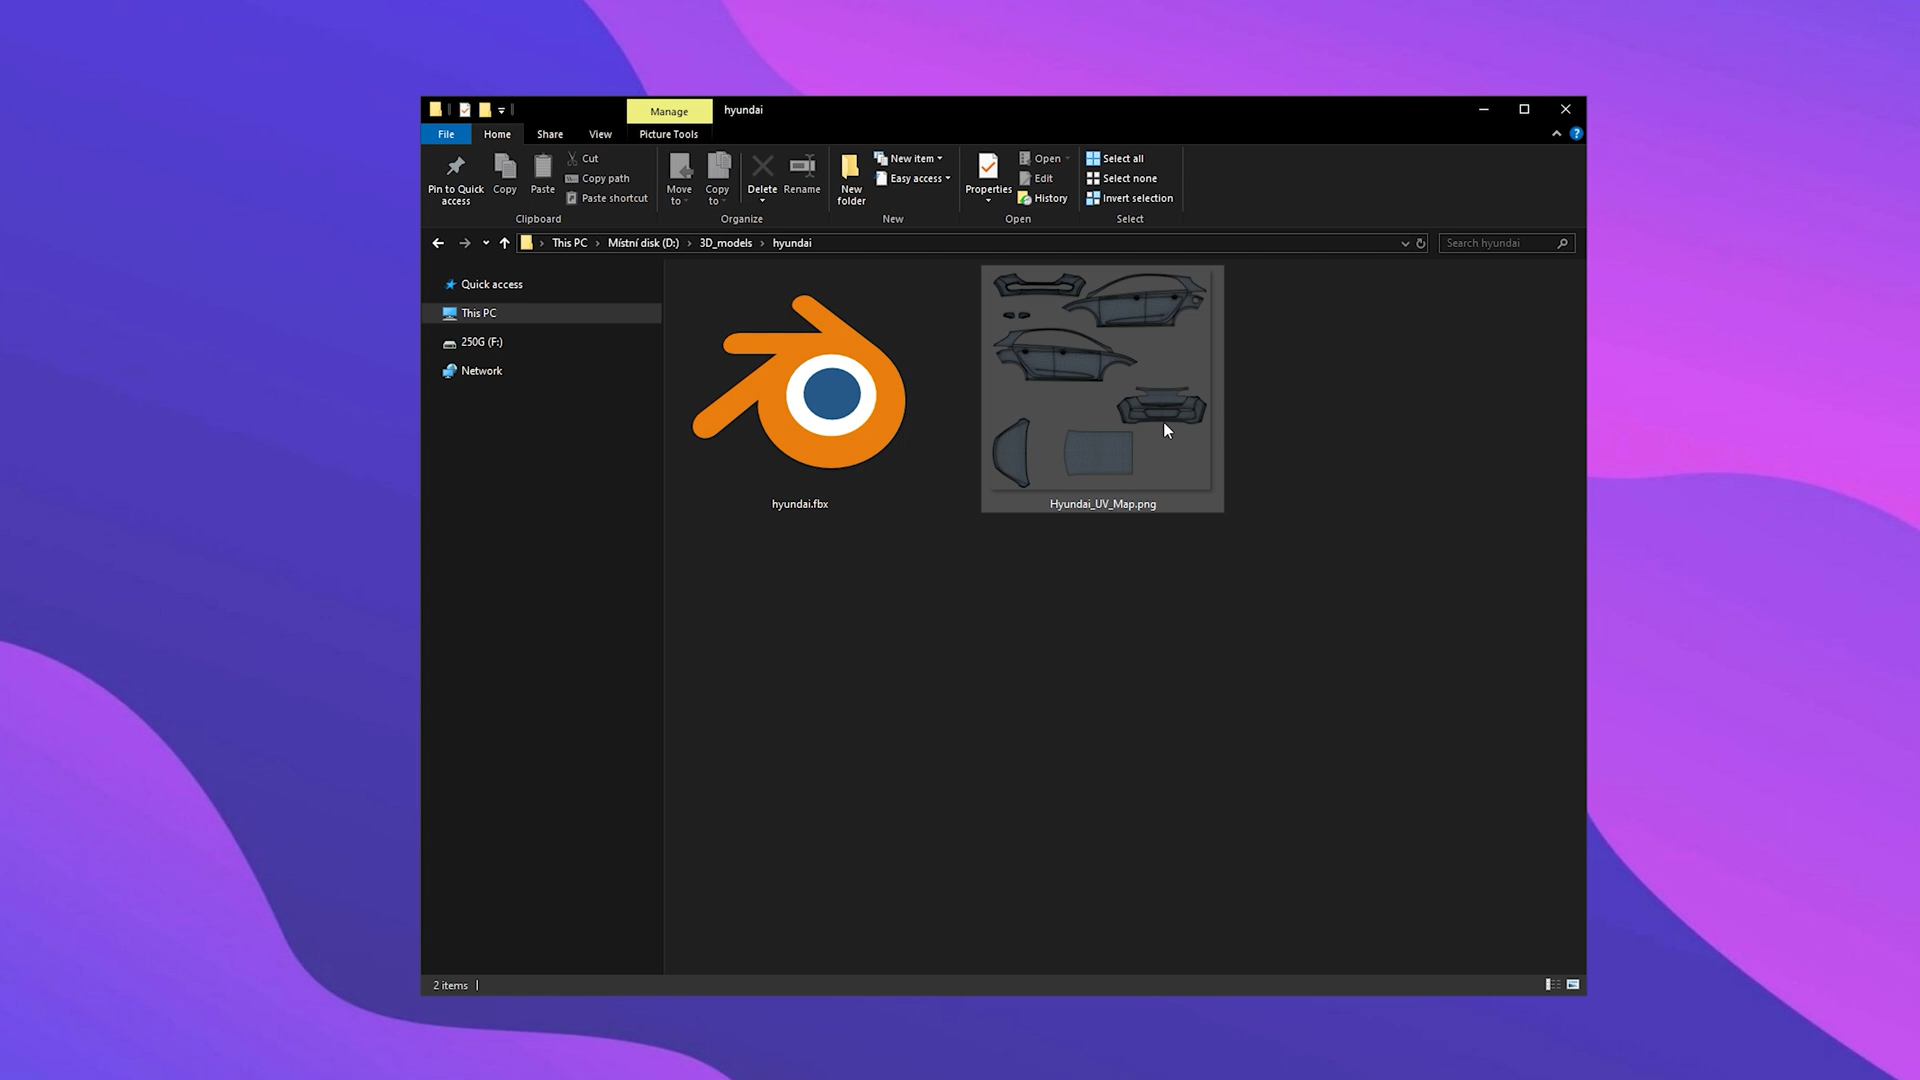 Manage
hyundai
File
Home
Share
View
Picture Tools
Pin to Quick access
Copy
Paste
Cut
Copy path
Paste shortcut
Clipboard
Move to
Copy to
Delete
Rename
Organize
New folder
New item
Easy access
New
Properties
Open
Edit
History
Open
Select all
Select none
Invert selection
Select
This PC
Místní disk (D:)
3D_models
hyundai
Search hyundai
Quick access
This PC
250G (F:)
Network
hyundai.fbx
Hyundai_UV_Map.png
2 items